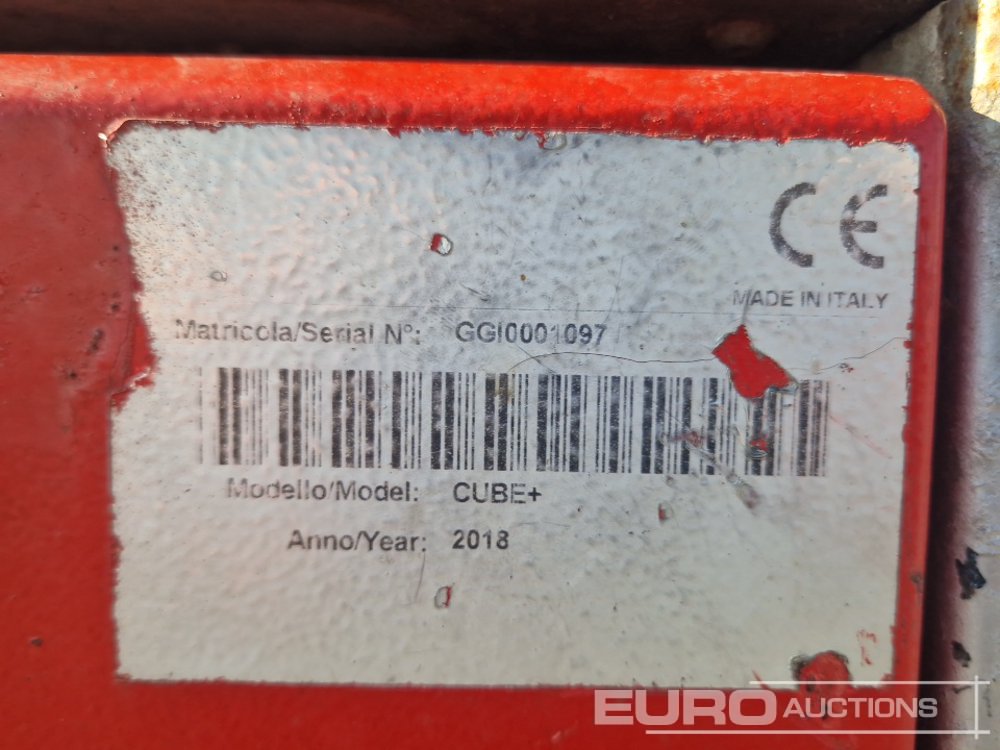 CE
MADE IN ITALY
Matricola/Serial N°: GGI0001097
Modello/Model: CUBE+
Anno/Year: 2018
EURO AUCTIONS